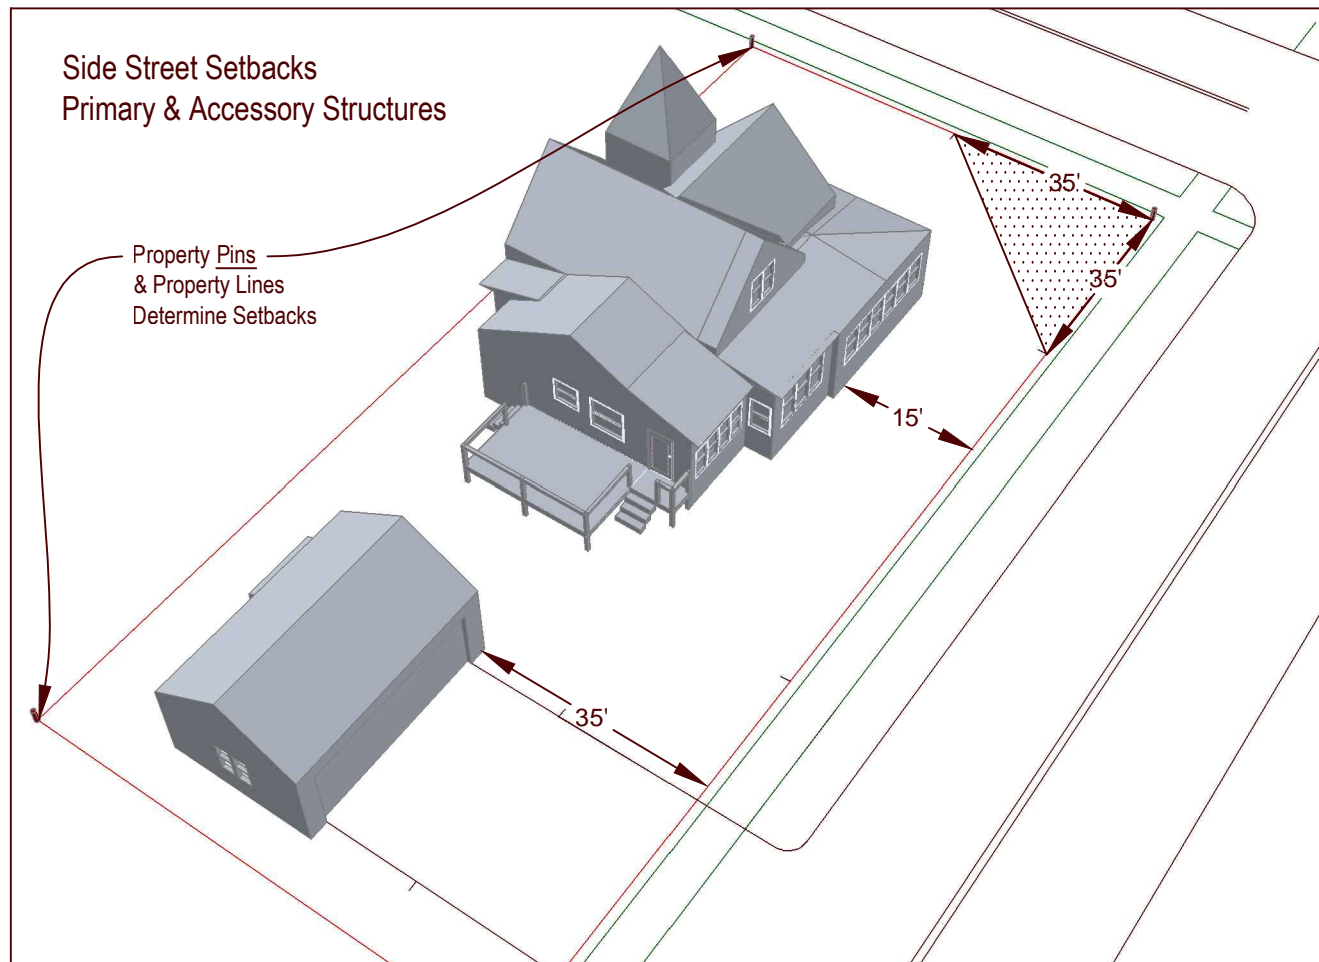 Side Street Setbacks
Primary & Accessory Structures
Property Pins
& Property Lines
Determine Setbacks
35'
35'
15'
35'